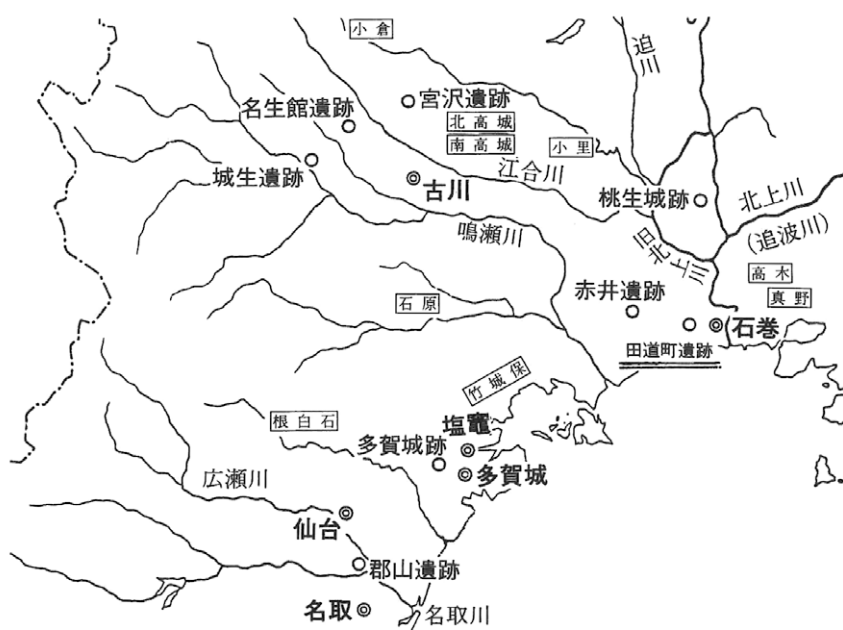 小倉
迫川
宮沢遺跡
名生館遺跡
北高城
南高城
小里
城生遺跡
江合川
古川
桃生城跡
北上川
(追波川)
鳴瀬川
旧北上川
高木
真野
赤井遺跡
石原
石巻
田道町遺跡
竹城保
根白石
塩竈
多賀城跡
多賀城
広瀬川
仙台
郡山遺跡
名取
名取川